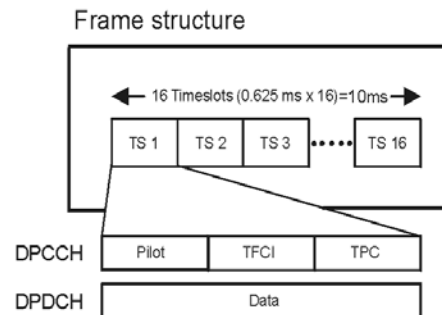 Frame structure
16 Timeslots (0.625 ms x 16)=10ms
TS 1 TS 2 TS 3 ••••• TS 16
DPCCH Pilot TFCI TPC
DPDCH Data